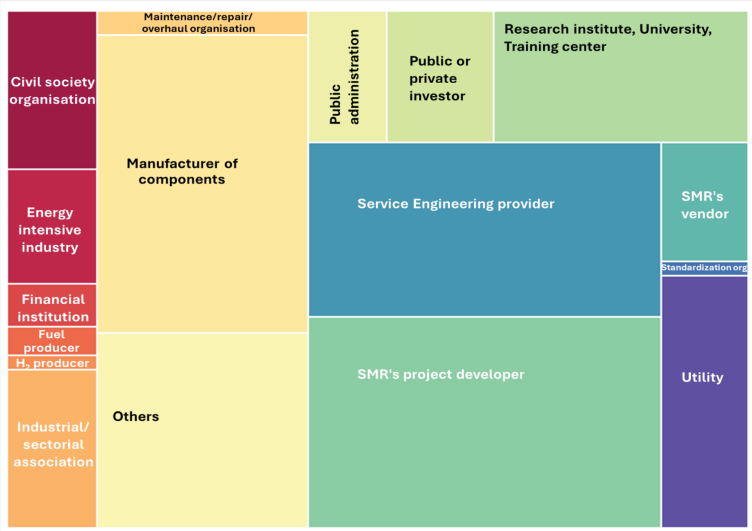 Civil society
organisation
Energy
intensive
industry
Financial
institution
Fuel
producer
H₂ producer
Industrial/
sectorial
association
Maintenance/repair/
overhaul organisation
Manufacturer of
components
Others
Public
administration
Public or
private
investor
Research institute, University,
Training center
Service Engineering provider
SMR's project developer
SMR's
vendor
Standardization org
Utility